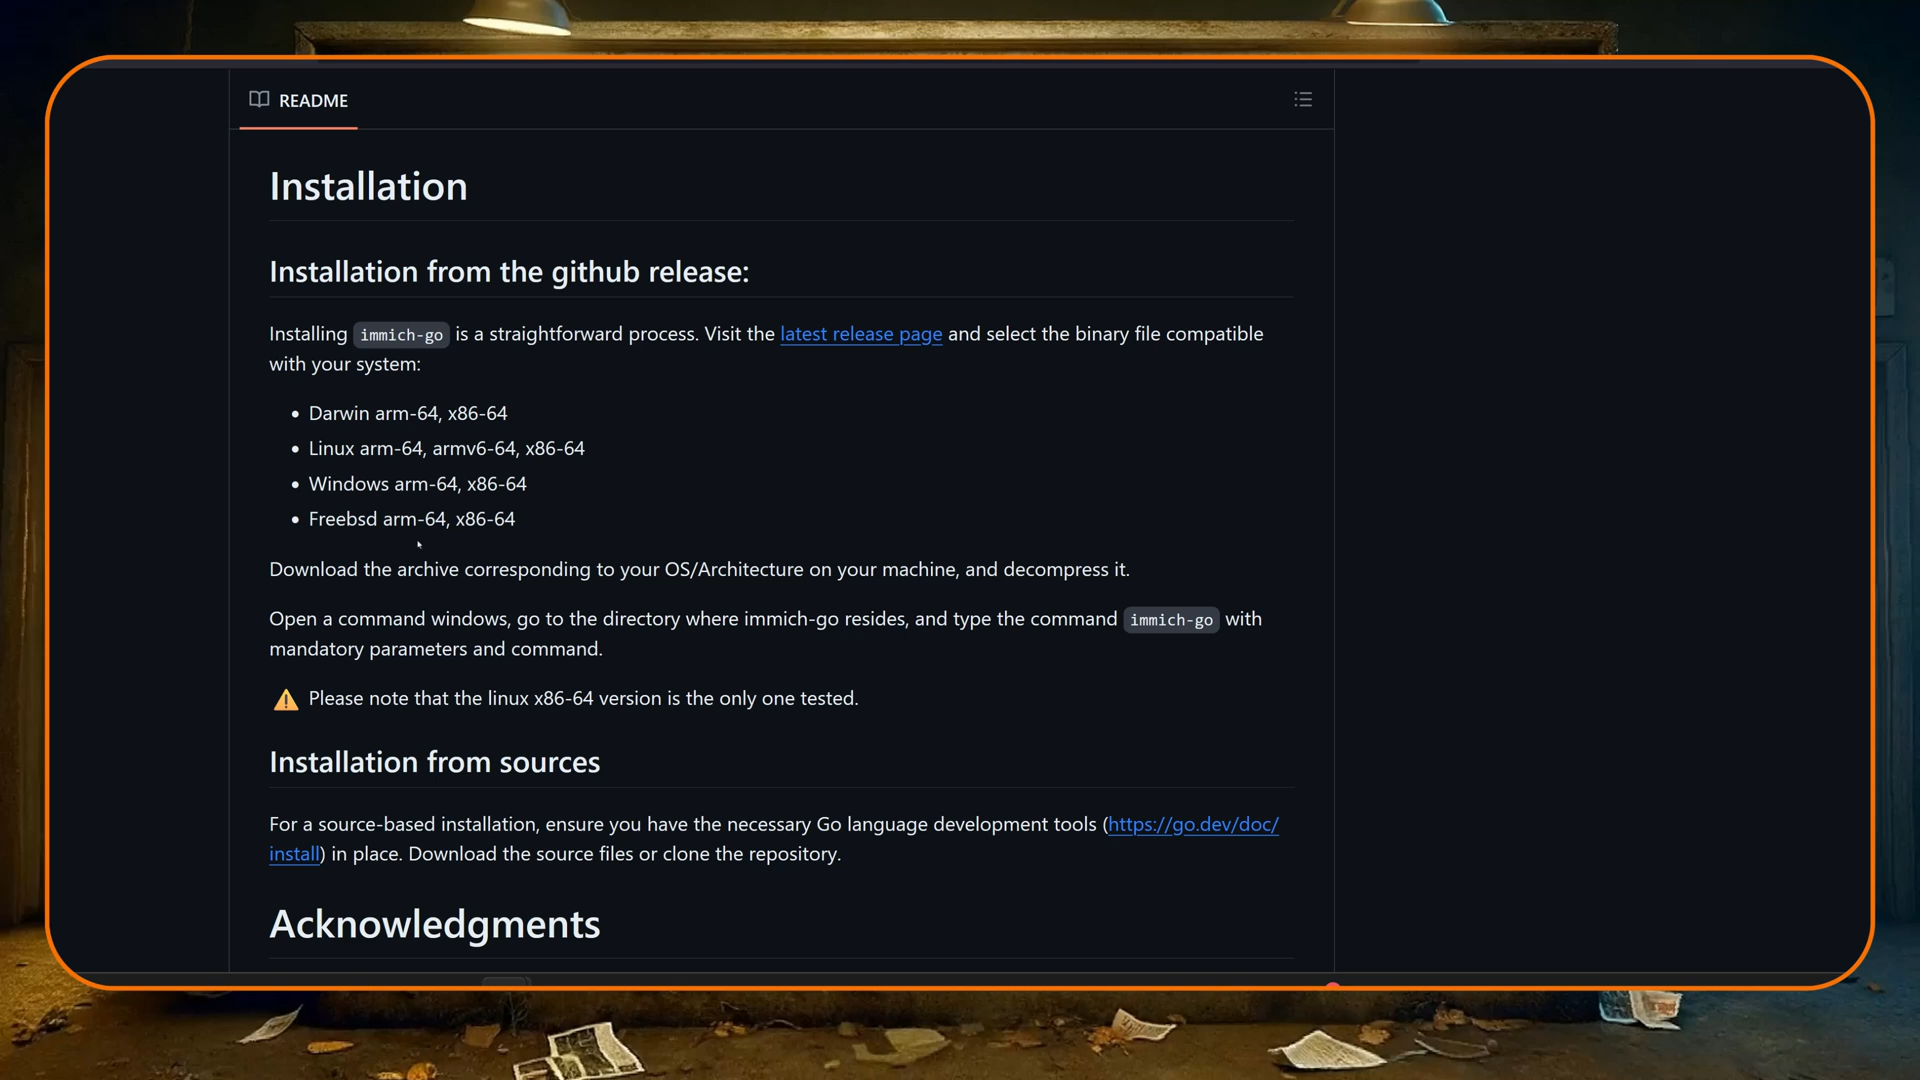 README
Installation
Installation from the github release:
Installing immich-go is a straightforward process. Visit the latest release page and select the binary file compatible
with your system:
• Darwin arm-64, x86-64
• Linux arm-64, armv6-64, x86-64
• Windows arm-64, x86-64
• Freebsd arm-64, x86-64
Download the archive corresponding to your OS/Architecture on your machine, and decompress it.
Open a command windows, go to the directory where immich-go resides, and type the command immich-go with
mandatory parameters and command.
⚠️ Please note that the linux x86-64 version is the only one tested.
Installation from sources
For a source-based installation, ensure you have the necessary Go language development tools (https://go.dev/doc/
install) in place. Download the source files or clone the repository.
Acknowledgments